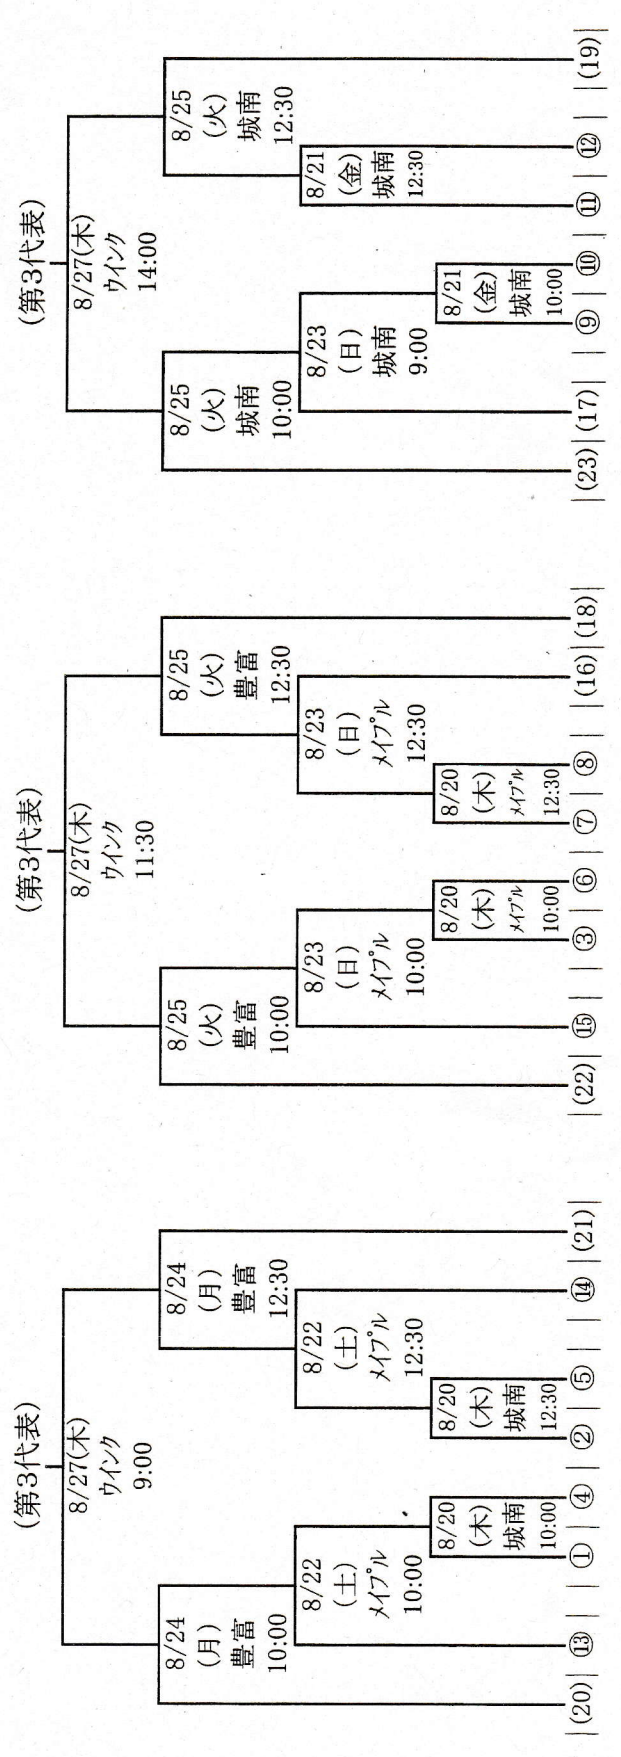 (第3代表)
8/27(木)
ウインク
9:00
8/24
(月)
豊富
10:00
8/24
(月)
豊富
12:30
8/22
(土)
メイプル
10:00
8/22
(土)
メイプル
12:30
8/20
(木)
城南
10:00
8/20
(木)
城南
12:30
(20)
⑬
①
④
②
⑤
⑭
(21)
(第3代表)
8/27(木)
ウインク
11:30
8/25
(火)
豊富
10:00
8/25
(火)
豊富
12:30
8/23
(日)
メイプル
10:00
8/23
(日)
メイプル
12:30
8/20
(木)
メイプル
10:00
8/20
(木)
メイプル
12:30
(22)
⑮
③
⑥
⑦
⑧
(16)
(18)
(第3代表)
8/27(木)
ウインク
14:00
8/25
(火)
城南
10:00
8/25
(火)
城南
12:30
8/23
(日)
城南
9:00
8/21
(金)
城南
10:00
8/21
(金)
城南
12:30
(23)
(17)
⑨
⑩
⑪
⑫
(19)